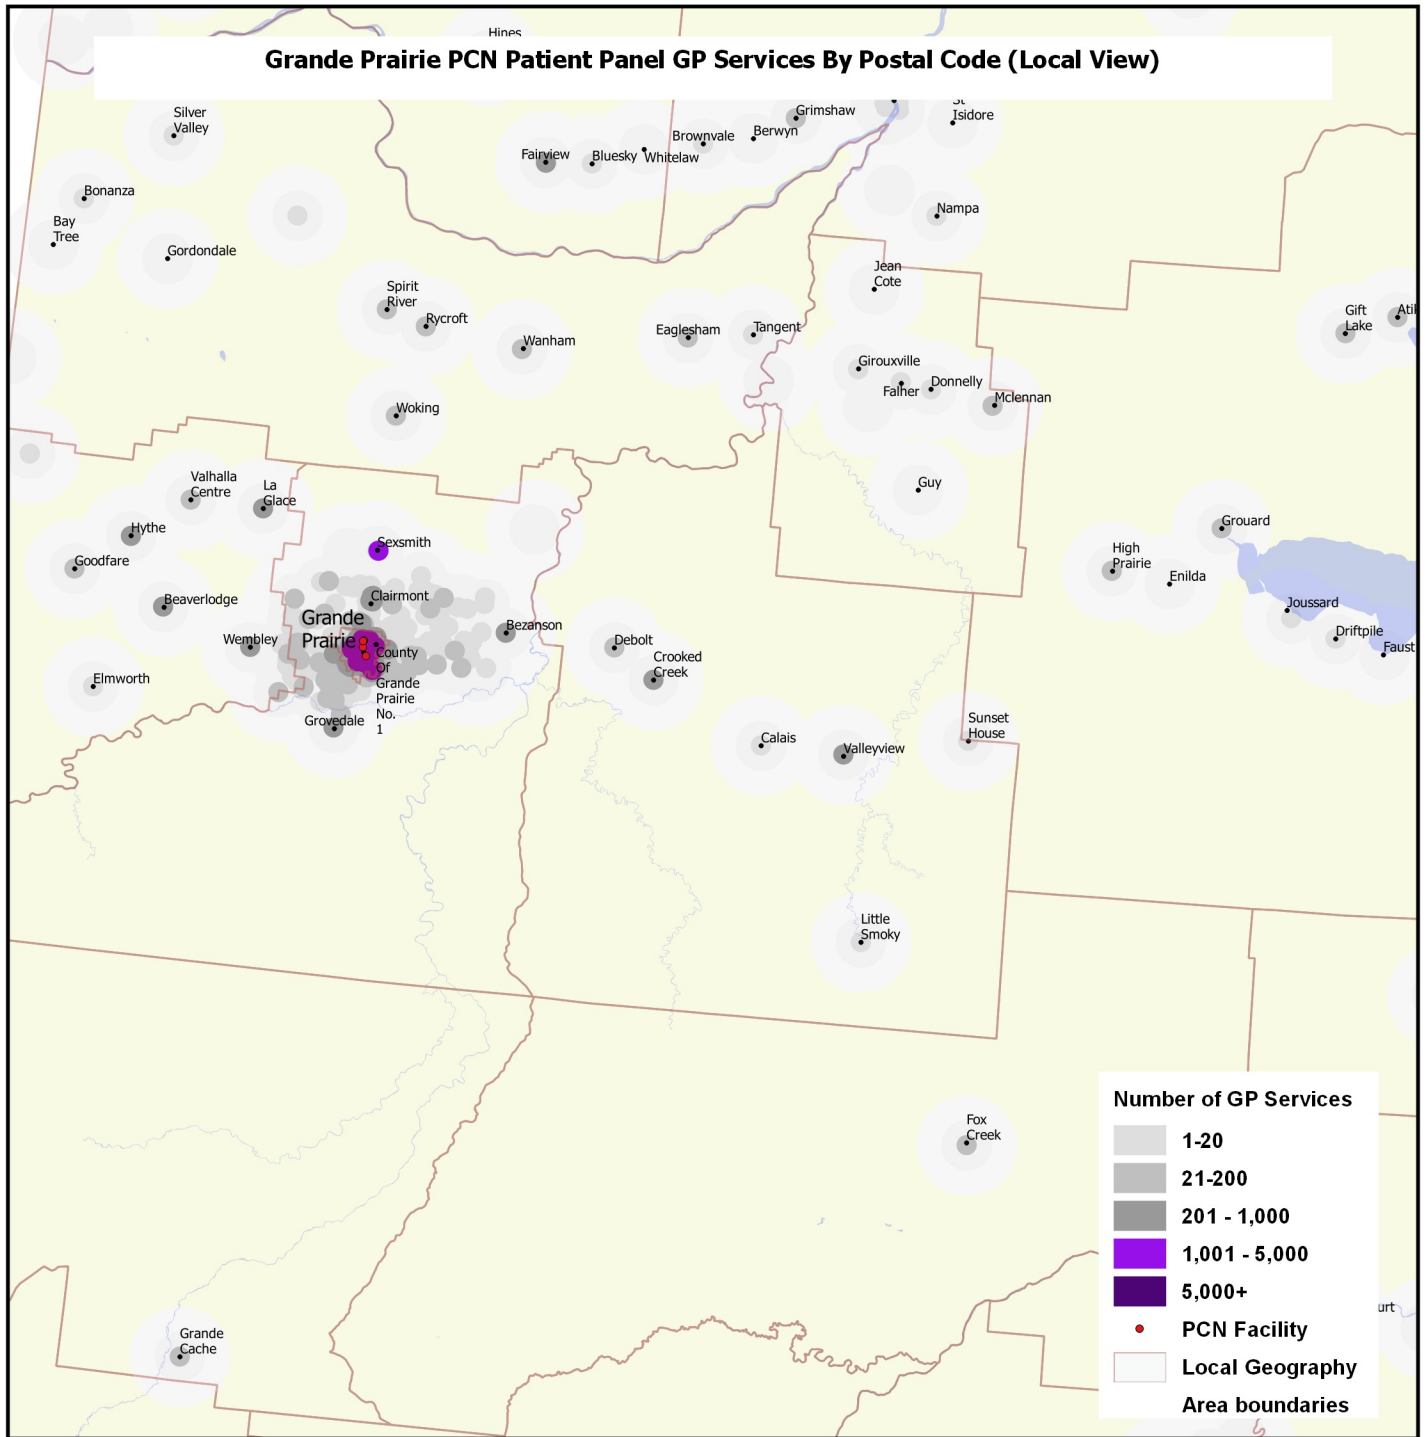 Hines
Grande Prairie PCN Patient Panel GP Services By Postal Code (Local View)
Silver
Valley
Grimshaw
St
Isidore
Brownvale
Berwyn
Fairview
Bluesky
Whitelaw
Bonanza
Bay
Tree
Nampa
Gordondale
Jean
Cote
Spirit
River
Rycroft
Gift
Lake
Ati
Wanham
Eaglesham
Tangent
Girouxville
Falher
Donnelly
Mclennan
Woking
Valhalla
Centre
La
Glace
Guy
Hythe
Grouard
Goodfare
Sexsmith
High
Prairie
Enilda
Beaverlodge
Clairmont
Joussard
Grande
Prairie
Bezanson
Driftpile
Wembley
Debolt
Faust
County
Of
Grande
Prairie
No.
1
Crooked
Creek
Elmworth
Grovedale
Sunset
House
Calais
Valleyview
Little
Smoky
Fox
Creek
Number of GP Services
1-20
21-200
201 - 1,000
1,001 - 5,000
5,000+
PCN Facility
Local Geography
Area boundaries
urt
Grande
Cache